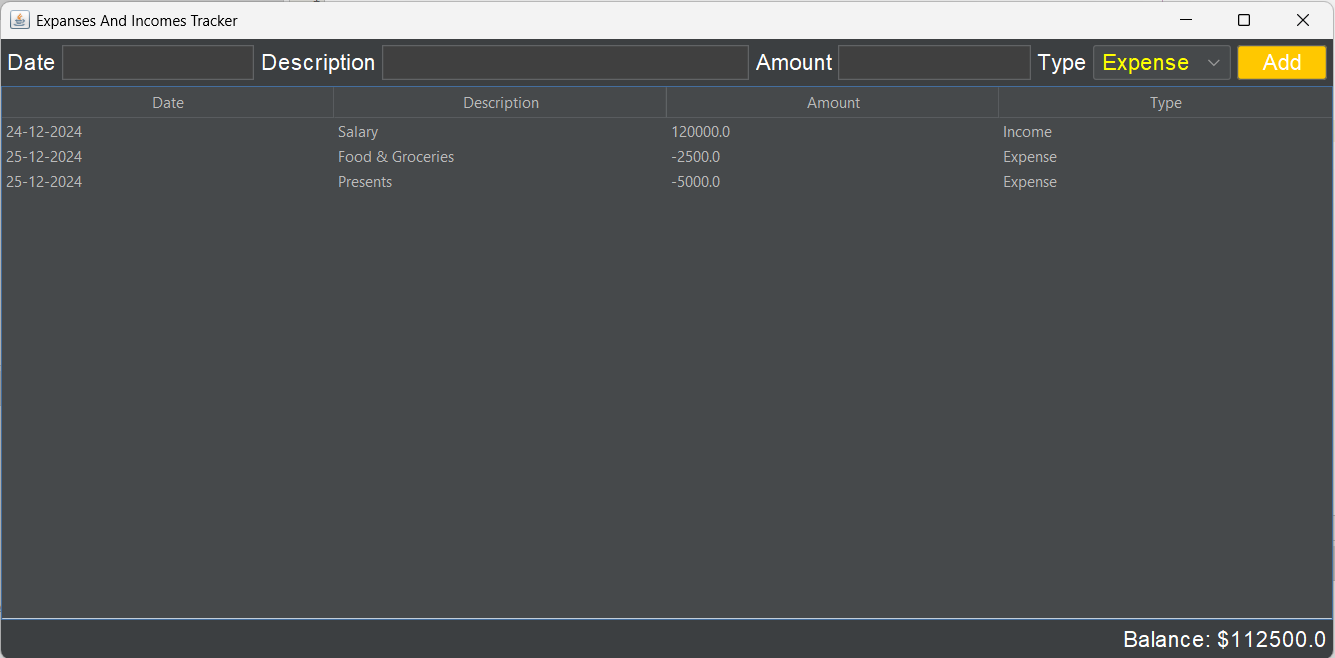 Expanses And Incomes Tracker
Date Description Amount Type Expense Add
Date Description Amount Type
24-12-2024 Salary 120000.0 Income
25-12-2024 Food & Groceries -2500.0 Expense
25-12-2024 Presents -5000.0 Expense
Balance: $112500.0